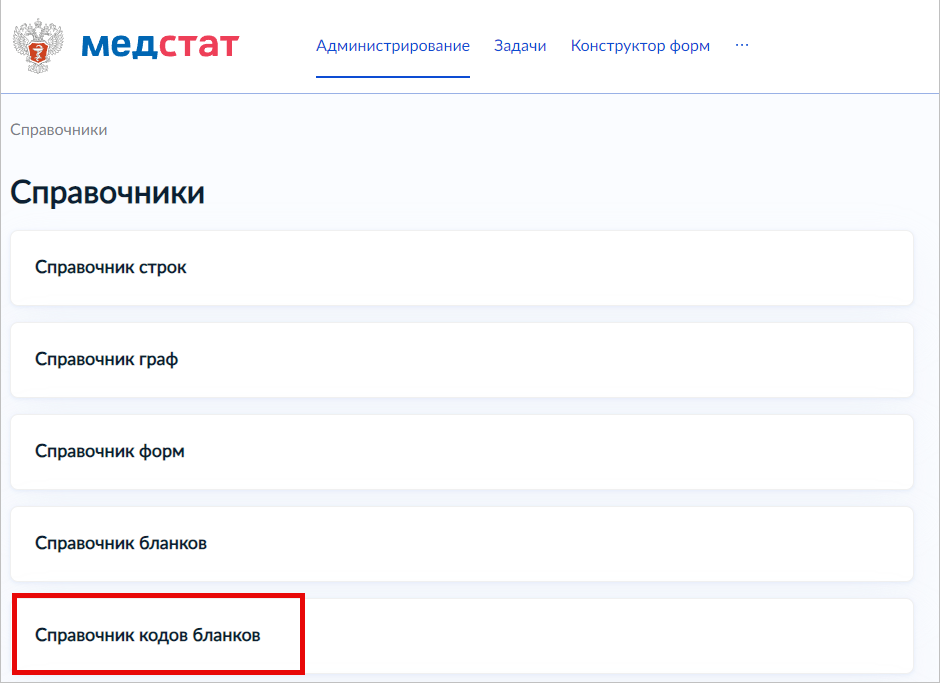 медстат
Администрирование Задачи Конструктор форм ...
Справочники
Справочники
Справочник строк
Справочник граф
Справочник форм
Справочник бланков
Справочник кодов бланков